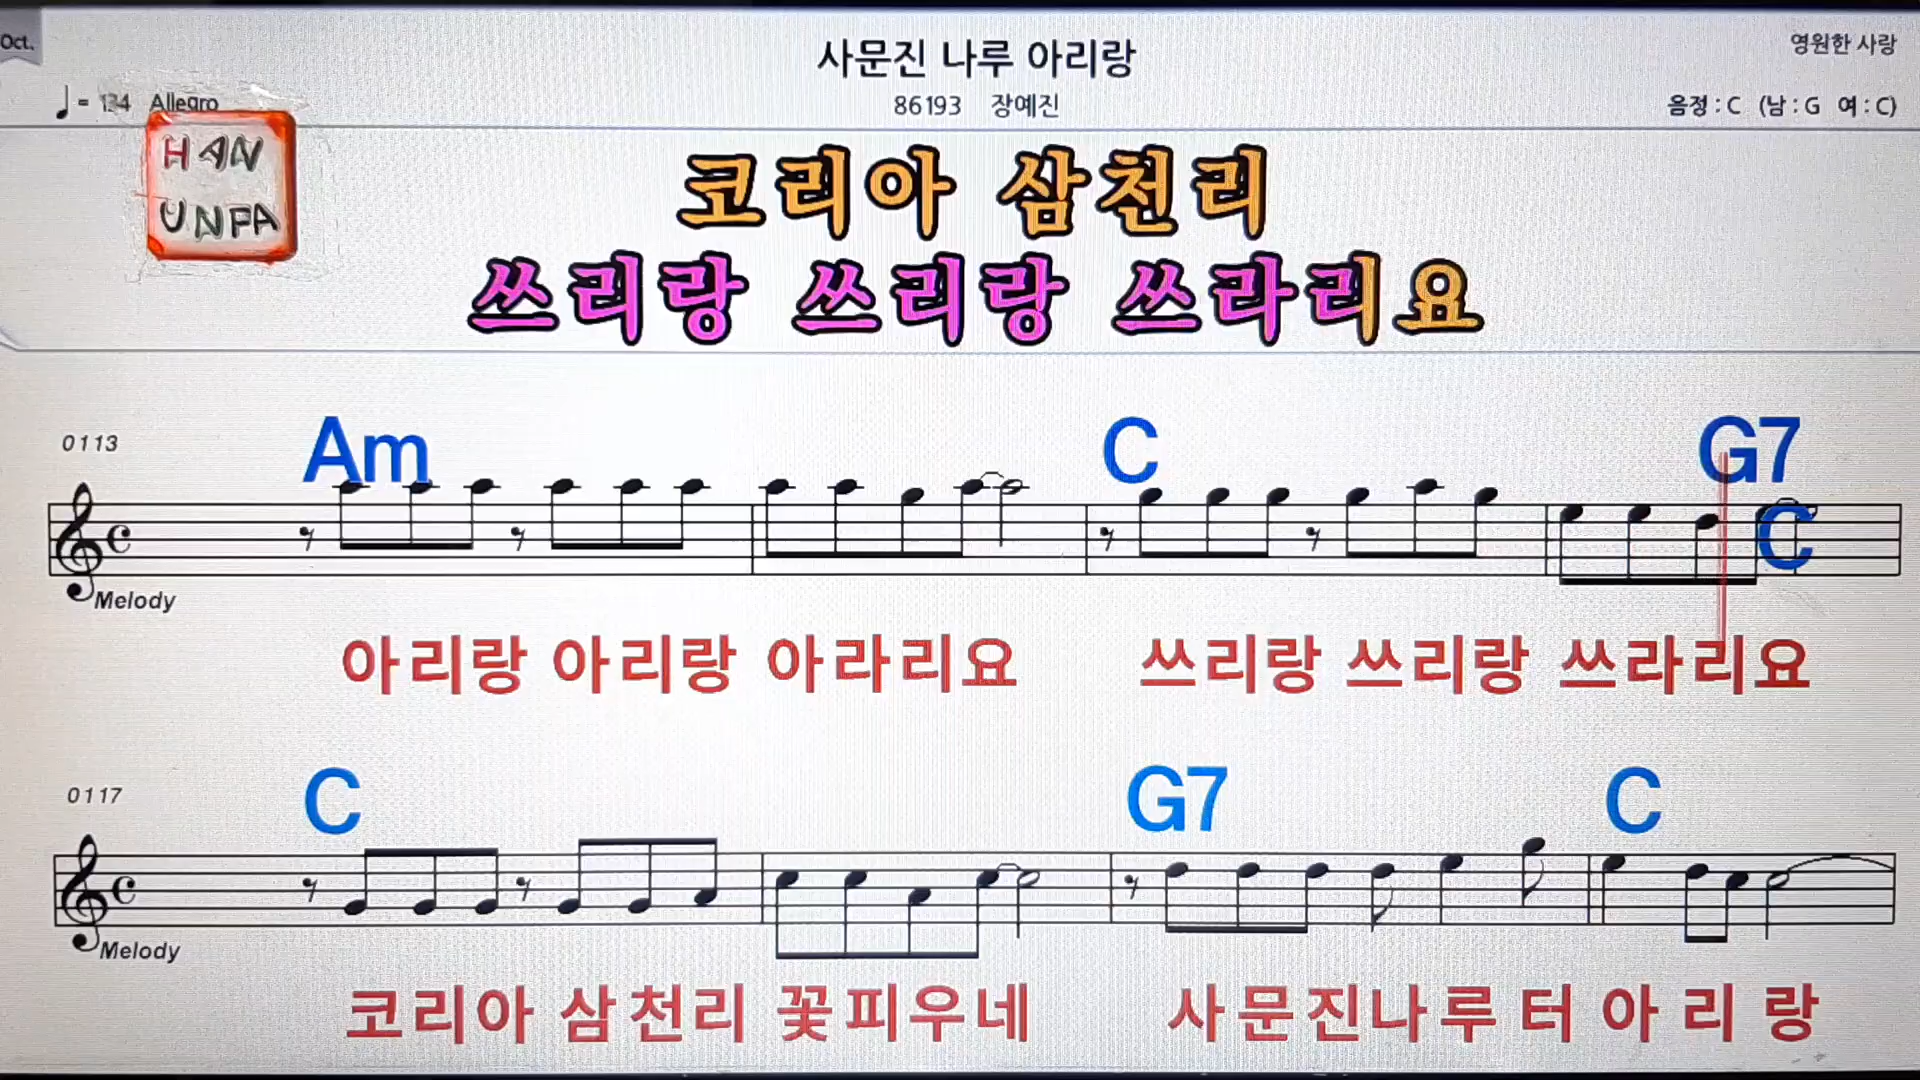 Oct.
사문진 나루 아리랑
영원한 사랑
♩= 134 Allegro
86193 장예진
음정 : C (남 : G 여 : C)
HAN
UNPA
코리아 삼천리
쓰리랑 쓰리랑 쓰라리요
0113
Am C G7
C
Melody
아리랑 아리랑 아라리요 쓰리랑 쓰리랑 쓰라리요
0117
C G7 C
Melody
코리아 삼천리 꽃피우네 사문진나루터 아리랑